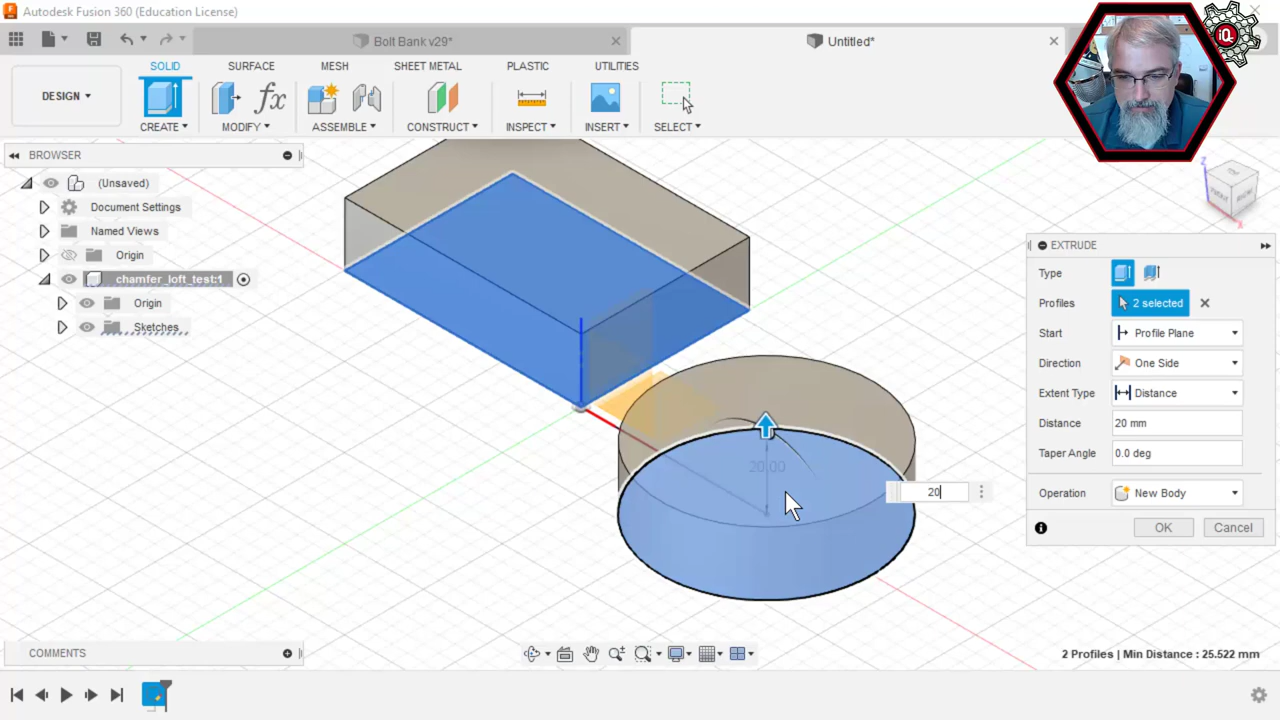 Autodesk Fusion 360 (Education License)
Bolt Bank v29*
Untitled*
iQ
DESIGN
SOLID
SURFACE
MESH
SHEET METAL
PLASTIC
UTILITIES
CREATE
MODIFY
ASSEMBLE
CONSTRUCT
INSPECT
INSERT
SELECT
BROWSER
(Unsaved)
Document Settings
Named Views
Origin
chamfer_loft_test:1
Origin
Sketches
EXTRUDE
Type
Profiles 2 selected
Start Profile Plane
Direction One Side
Extent Type Distance
Distance 20 mm
Taper Angle 0.0 deg
Operation New Body
OK Cancel
20.00
20
Z
X
COMMENTS
2 Profiles | Min Distance : 25.522 mm